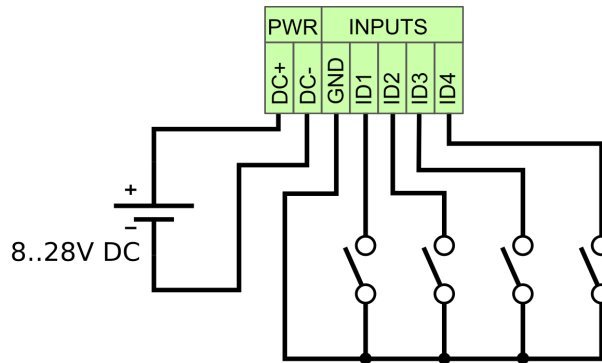 PWR INPUTS
DC+ DC- GND ID1 ID2 ID3 ID4
+
−
8..28V DC